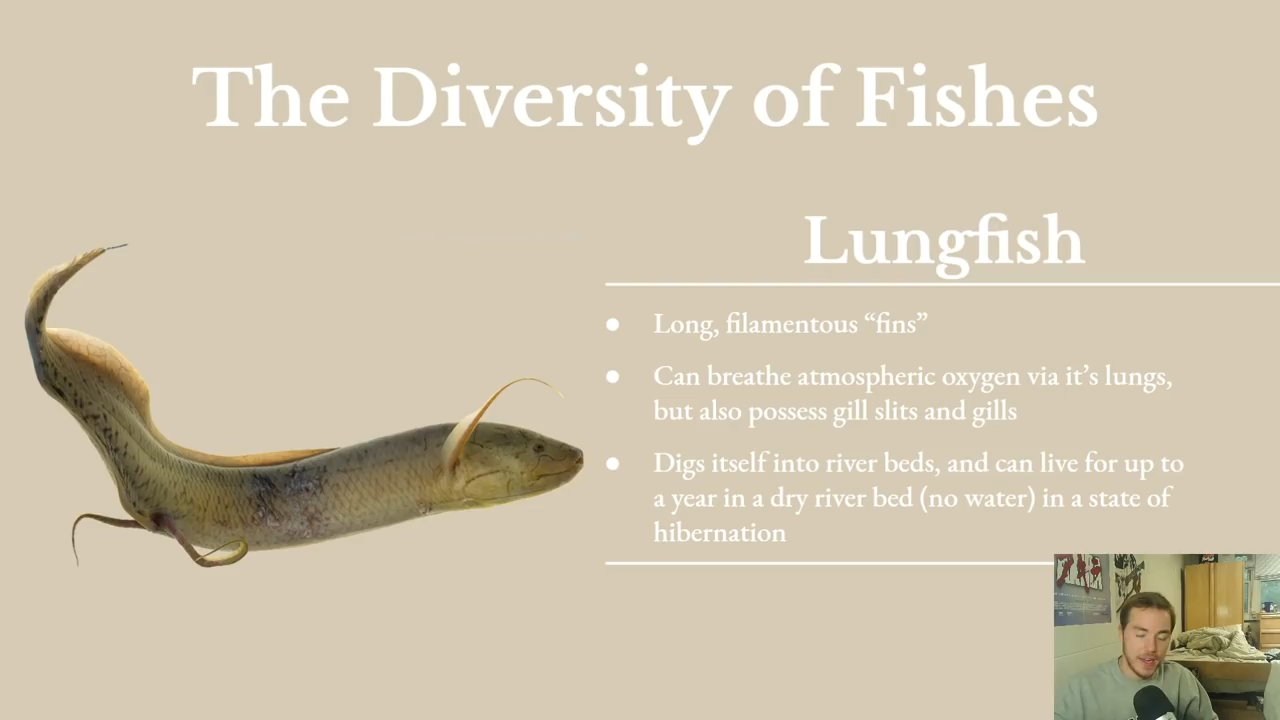 The Diversity of Fishes
Lungfish
• Long, filamentous “fins”
• Can breathe atmospheric oxygen via it’s lungs,
but also possess gill slits and gills
• Digs itself into river beds, and can live for up to
a year in a dry river bed (no water) in a state of
hibernation